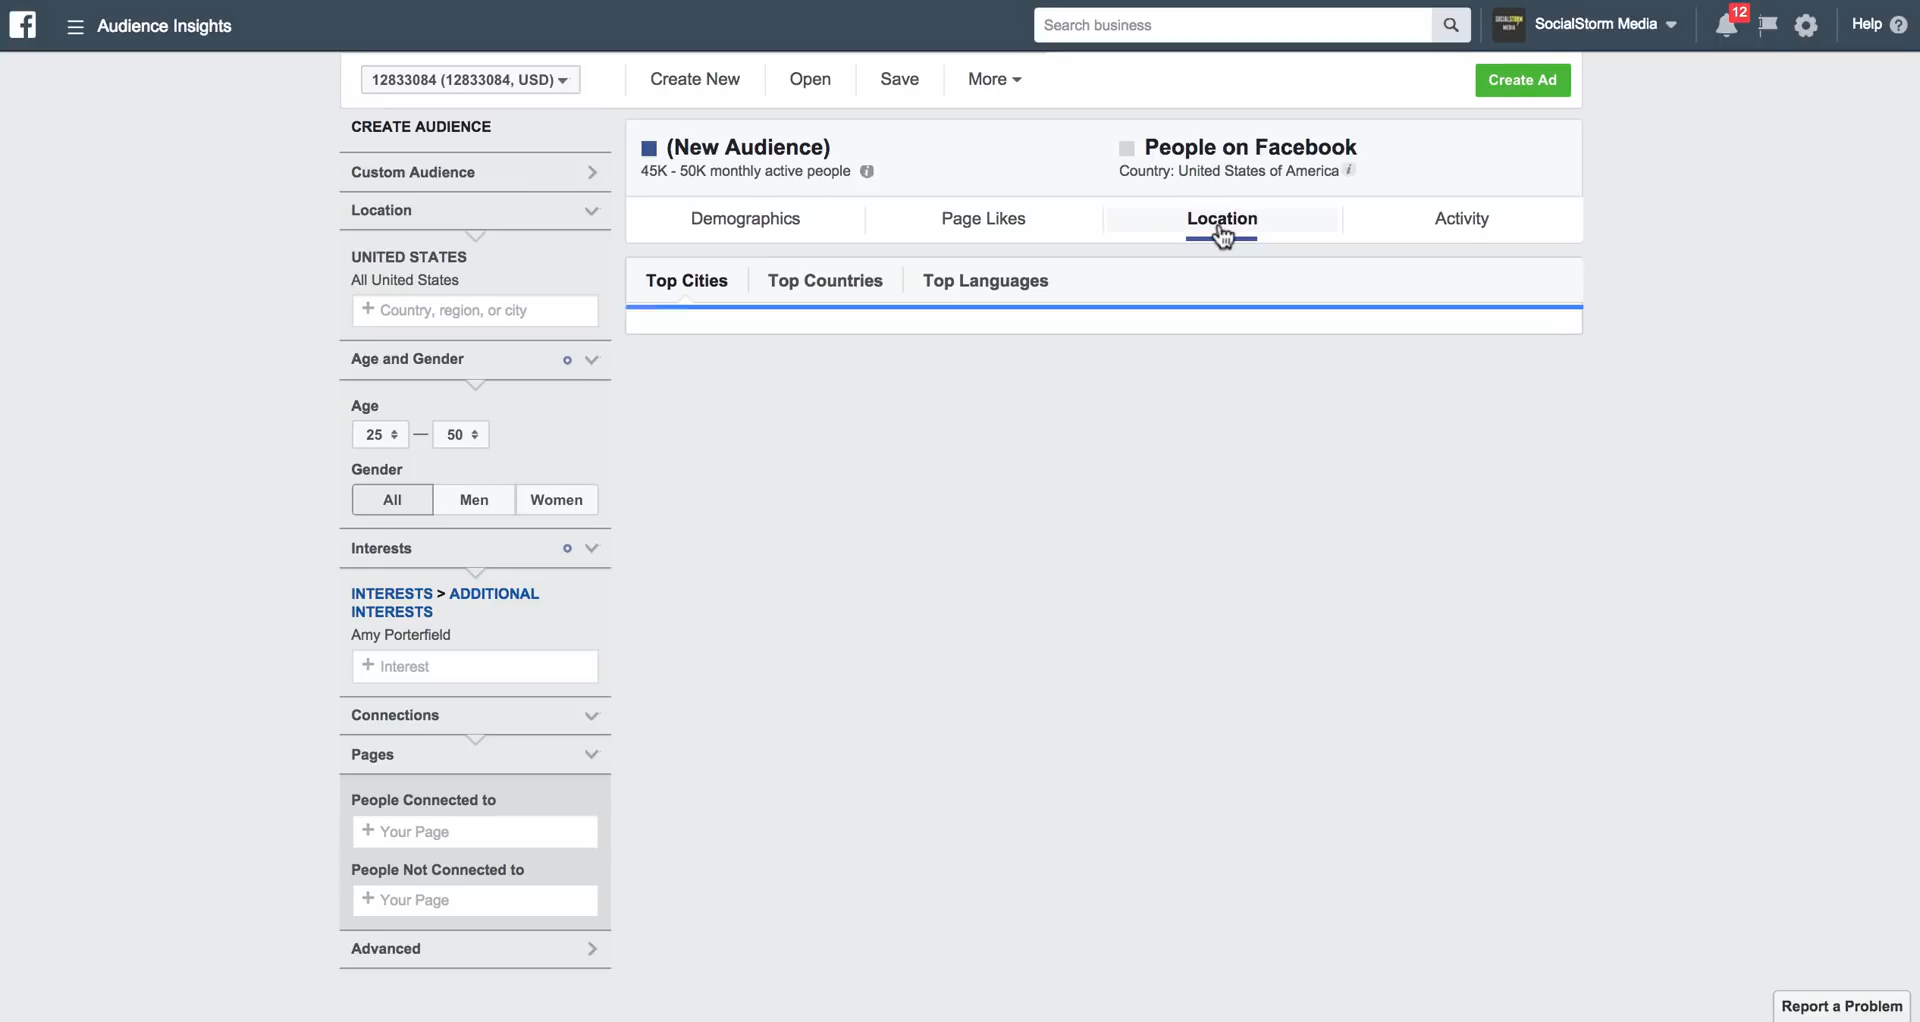 Audience Insights
Search business
SocialStorm Media
12
Help
12833084 (12833084, USD)
Create New
Open
Save
More
Create Ad
CREATE AUDIENCE
Custom Audience
Location
UNITED STATES
All United States
+ Country, region, or city
Age and Gender
Age
25 — 50
Gender
All
Men
Women
Interests
INTERESTS > ADDITIONAL
INTERESTS
Amy Porterfield
+ Interest
Connections
Pages
People Connected to
+ Your Page
People Not Connected to
+ Your Page
Advanced
(New Audience)
45K - 50K monthly active people
People on Facebook
Country: United States of America
Demographics
Page Likes
Location
Activity
Top Cities
Top Countries
Top Languages
Report a Problem